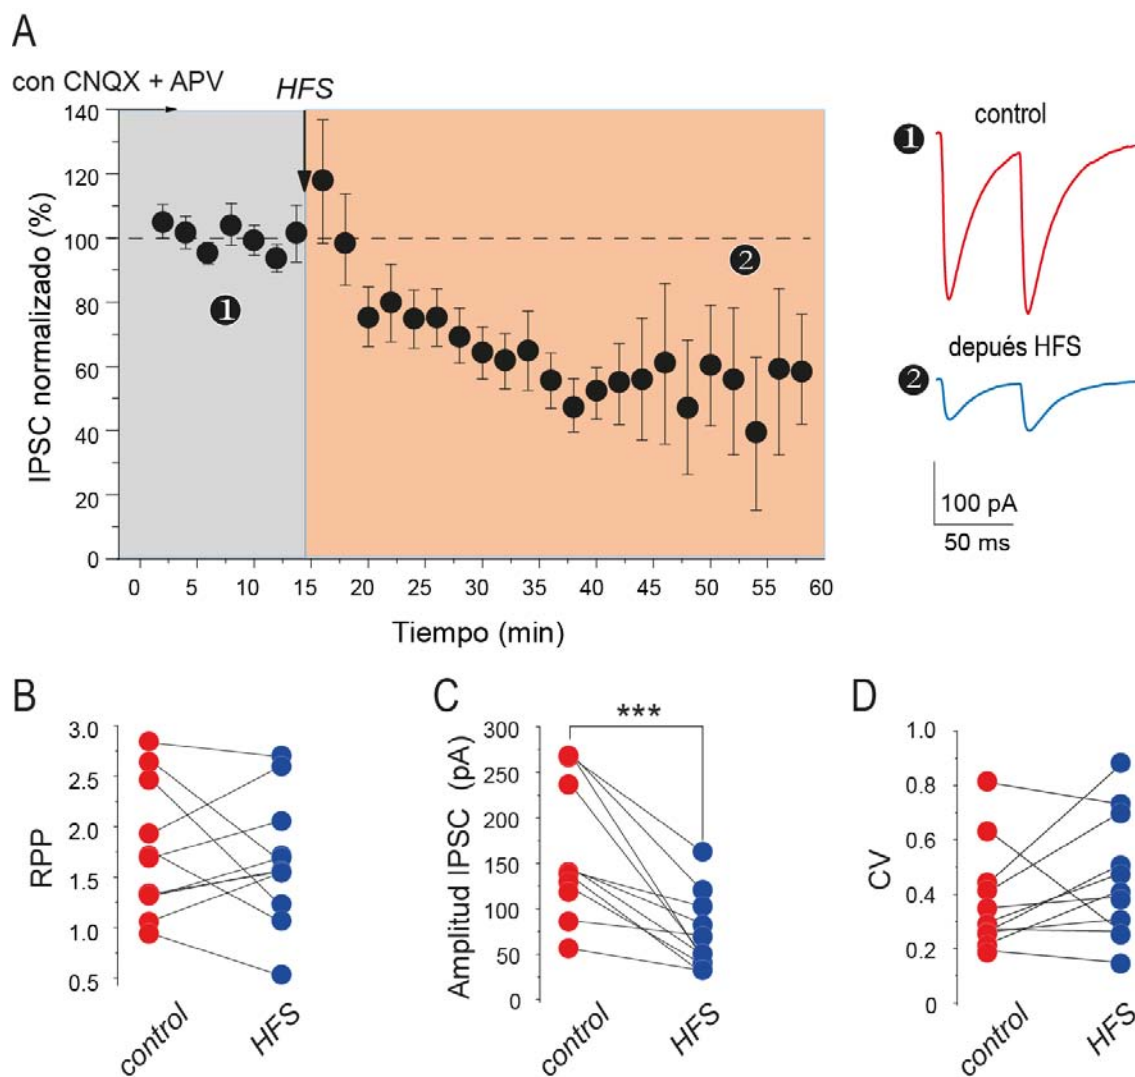 A
con CNQX + APV
HFS
140
120
100
80
60
40
20
0
IPSC normalizado (%)
1
2
0 5 10 15 20 25 30 35 40 45 50 55 60
Tiempo (min)
control
1
depués HFS
2
100 pA
50 ms
B
3.0
2.5
2.0
1.5
1.0
0.5
RPP
control HFS
C
***
300
250
200
150
100
50
0
Amplitud IPSC (pA)
control HFS
D
1.0
0.8
0.6
0.4
0.2
0
CV
control HFS